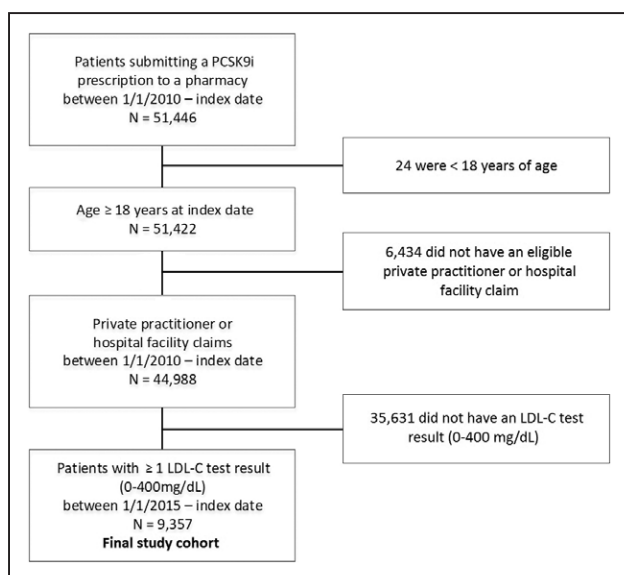 Patients submitting a PCSK9i
prescription to a pharmacy
between 1/1/2010 – index date
N = 51,446
24 were < 18 years of age
Age ≥ 18 years at index date
N = 51,422
6,434 did not have an eligible
private practitioner or hospital
facility claim
Private practitioner or
hospital facility claims
between 1/1/2010 – index date
N = 44,988
35,631 did not have an LDL-C test
result (0-400 mg/dL)
Patients with ≥ 1 LDL-C test result
(0-400mg/dL)
between 1/1/2015 – index date
N = 9,357
Final study cohort